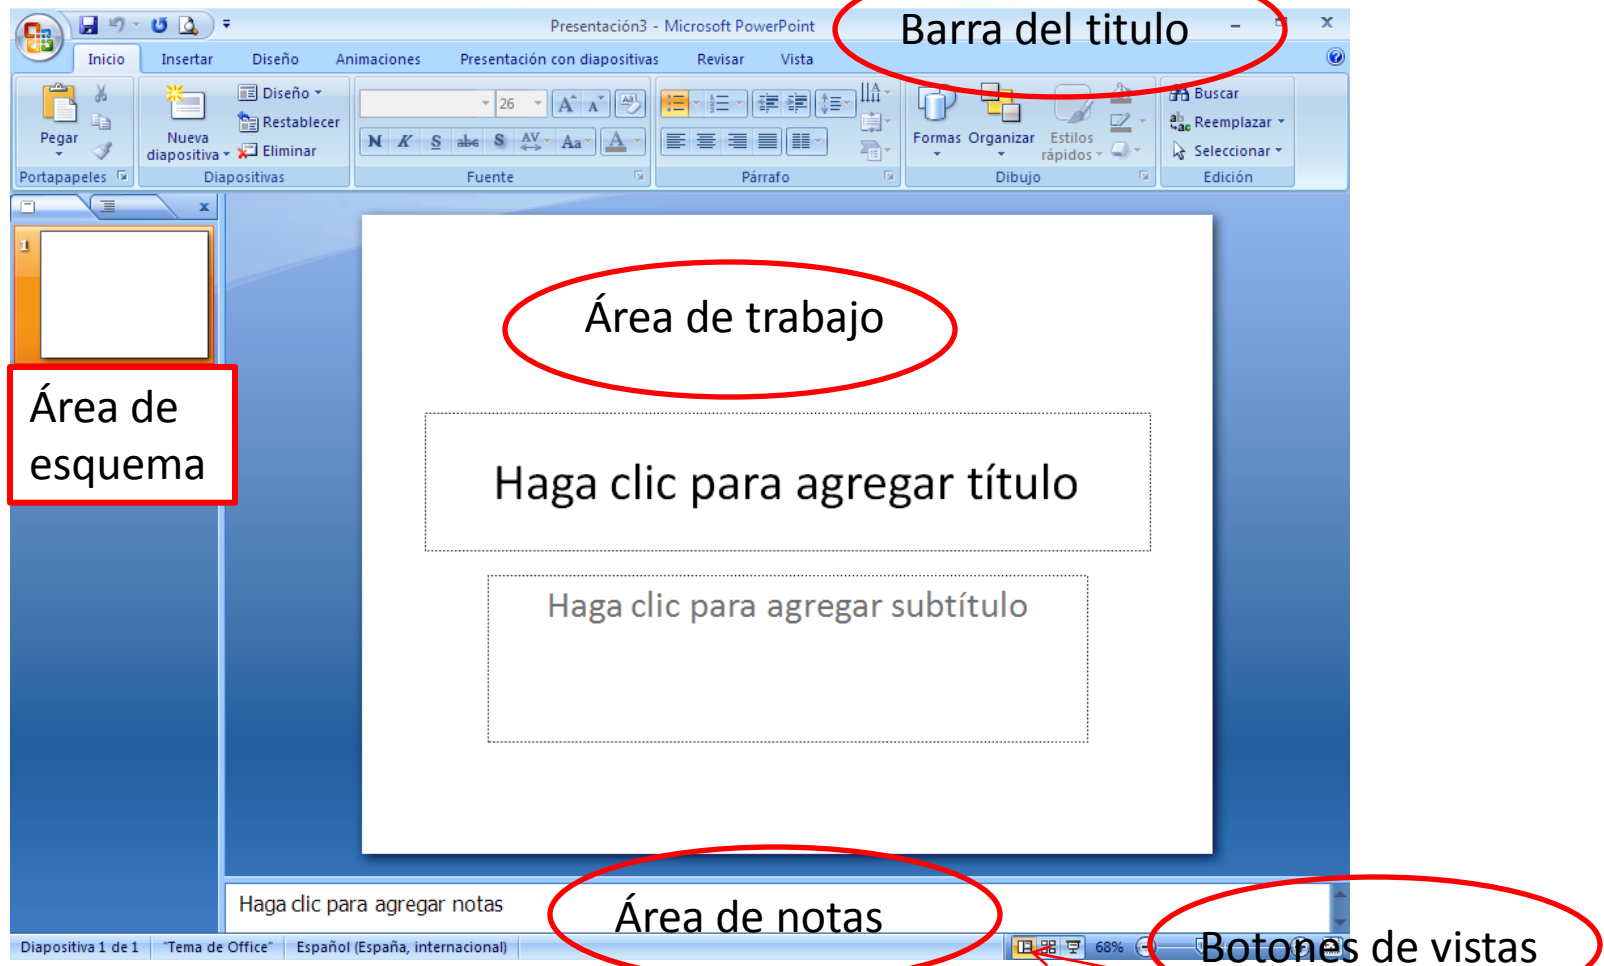 Presentación3 - Microsoft PowerPoint
Barra del titulo
Inicio Insertar Diseño Animaciones Presentación con diapositivas Revisar Vista
Pegar
Portapapeles
Nueva
diapositiva
Diseño
Restablecer
Eliminar
Diapositivas
26
N K S abc S AV Aa A
Fuente
Párrafo
Formas Organizar Estilos
rápidos
Dibujo
Buscar
Reemplazar
Seleccionar
Edición
1
Área de
esquema
Área de trabajo
Haga clic para agregar título
Haga clic para agregar subtítulo
Haga clic para agregar notas
Área de notas
Diapositiva 1 de 1 "Tema de Office" Español (España, internacional) 68%
Botones de vistas